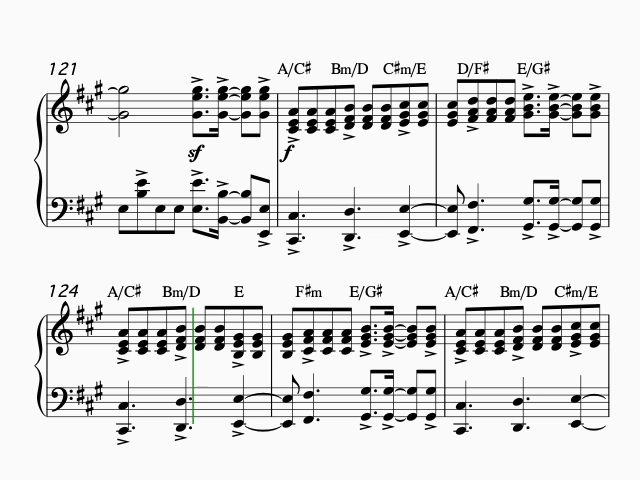 121 A/C♯ Bm/D C♯m/E D/F♯ E/G♯
sf f
124 A/C♯ Bm/D E F♯m E/G♯ A/C♯ Bm/D C♯m/E